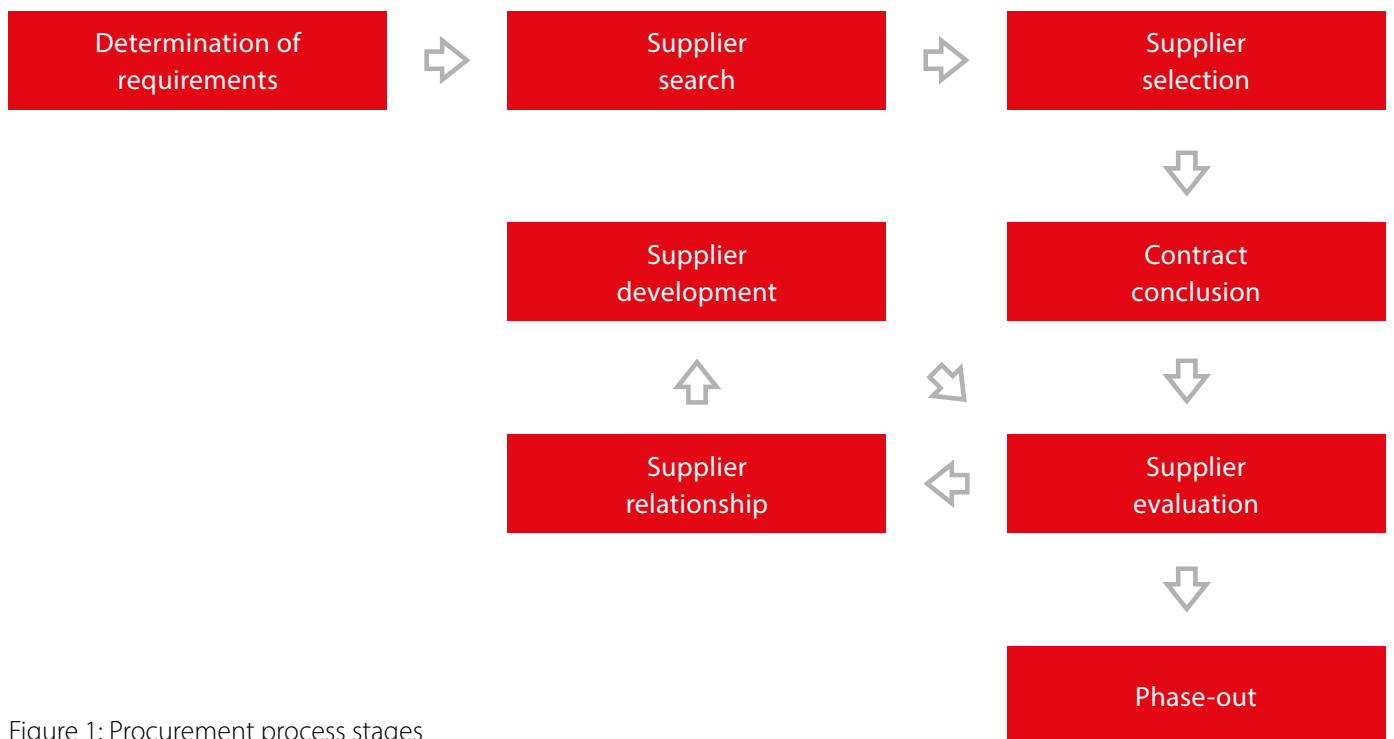 Determination of
requirements
Supplier
search
Supplier
selection
Supplier
development
Contract
conclusion
Supplier
relationship
Supplier
evaluation
Phase-out
Figure 1: Procurement process stages